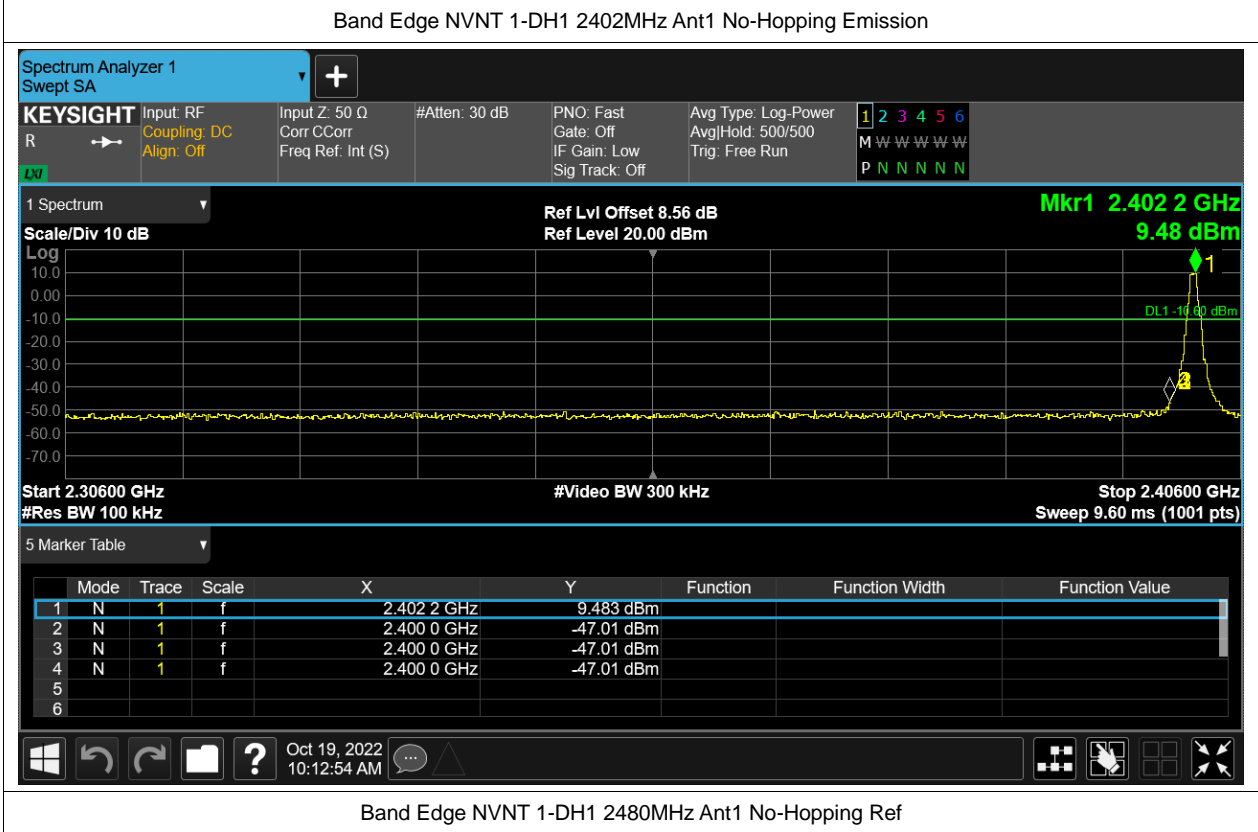 Band Edge NVNT 1-DH1 2402MHz Ant1 No-Hopping Emission
Spectrum Analyzer 1
Swept SA
KEYSIGHT
R
LXI
Input: RF
Coupling: DC
Align: Off
Input Z: 50 Ω
Corr CCorr
Freq Ref: Int (S)
#Atten: 30 dB
PNO: Fast
Gate: Off
IF Gain: Low
Sig Track: Off
Avg Type: Log-Power
Avg|Hold: 500/500
Trig: Free Run
1 2 3 4 5 6
M W W W W W
P N N N N N
1 Spectrum
Scale/Div 10 dB
Ref Lvl Offset 8.56 dB
Ref Level 20.00 dBm
Mkr1 2.402 2 GHz
9.48 dBm
Log
10.0
0.00
-10.0
-20.0
-30.0
-40.0
-50.0
-60.0
-70.0
1
DL1 -10.60 dBm
Start 2.30600 GHz
#Video BW 300 kHz
Stop 2.40600 GHz
#Res BW 100 kHz
Sweep 9.60 ms (1001 pts)
5 Marker Table
Mode Trace Scale X Y Function Function Width Function Value
1 N 1 f 2.402 2 GHz 9.483 dBm
2 N 1 f 2.400 0 GHz -47.01 dBm
3 N 1 f 2.400 0 GHz -47.01 dBm
4 N 1 f 2.400 0 GHz -47.01 dBm
5
6
?
Oct 19, 2022
10:12:54 AM
Band Edge NVNT 1-DH1 2480MHz Ant1 No-Hopping Ref